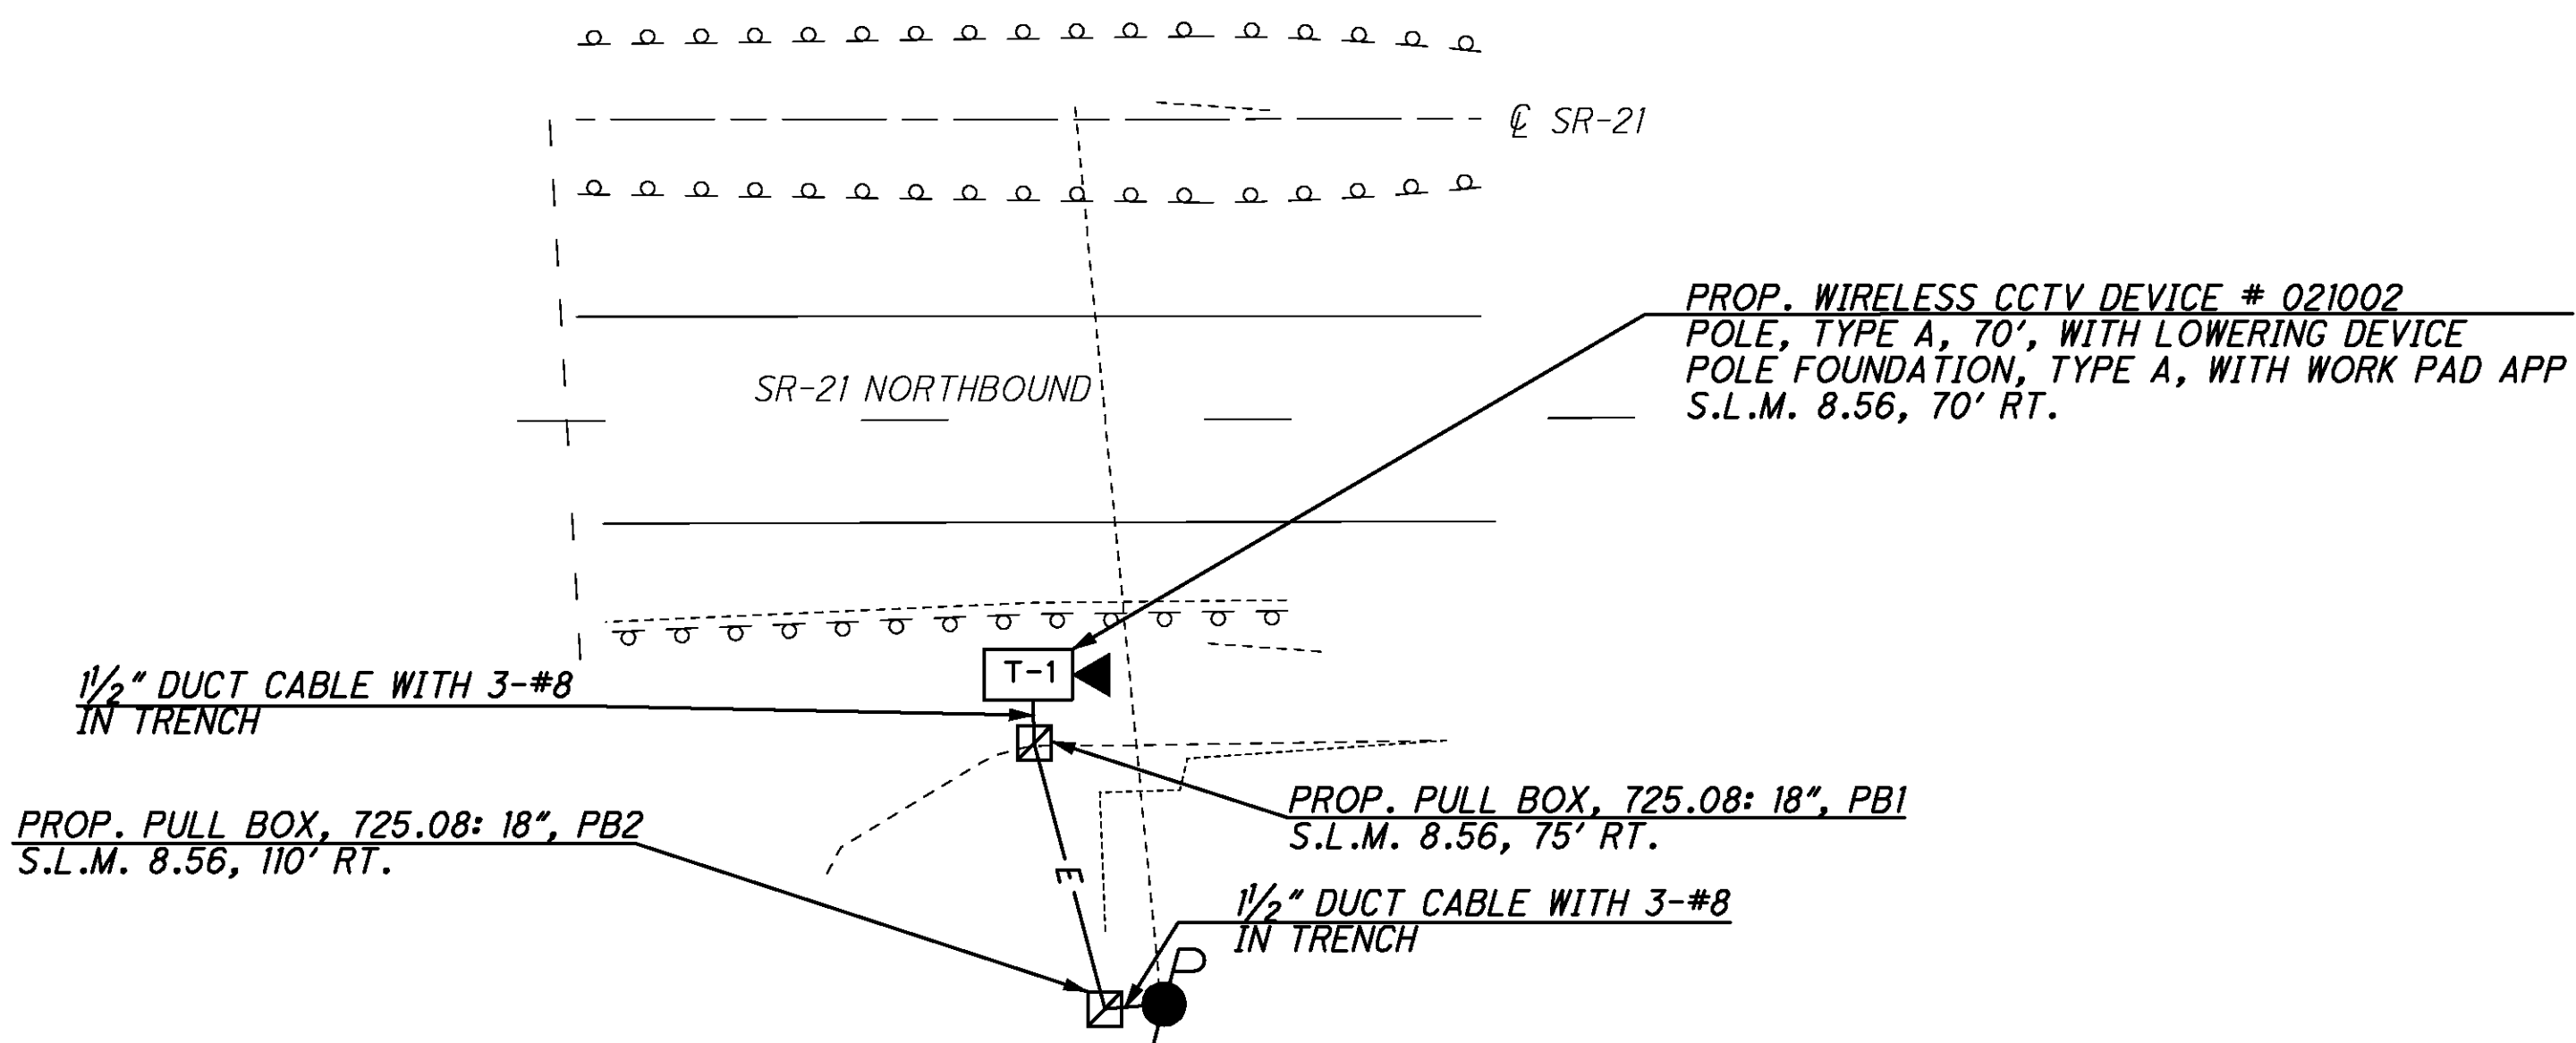 ℄ SR-21
PROP. WIRELESS CCTV DEVICE # 021002
POLE, TYPE A, 70', WITH LOWERING DEVICE
POLE FOUNDATION, TYPE A, WITH WORK PAD APP
S.L.M. 8.56, 70' RT.
SR-21 NORTHBOUND
T-1
1½" DUCT CABLE WITH 3-#8
IN TRENCH
PROP. PULL BOX, 725.08: 18", PB1
S.L.M. 8.56, 75' RT.
PROP. PULL BOX, 725.08: 18", PB2
S.L.M. 8.56, 110' RT.
E
1½" DUCT CABLE WITH 3-#8
IN TRENCH
P